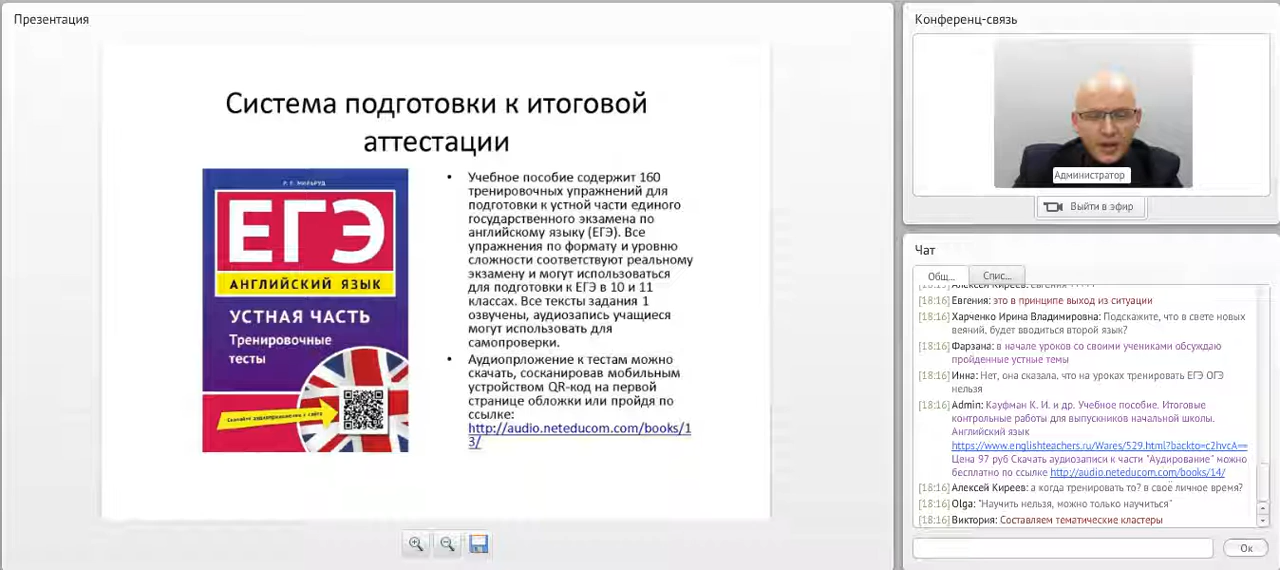 Презентация
Система подготовки к итоговой
аттестации
Р. П. МИЛЬРУД
ЕГЭ
АНГЛИЙСКИЙ ЯЗЫК
УСТНАЯ ЧАСТЬ
Тренировочные
тесты
Скачайте аудиоприложение с сайта
• Учебное пособие содержит 160
тренировочных упражнений для
подготовки к устной части единого
государственного экзамена по
английскому языку (ЕГЭ). Все
упражнения по формату и уровню
сложности соответствуют реальному
экзамену и могут использоваться
для подготовки к ЕГЭ в 10 и 11
классах. Все тексты задания 1
озвучены, аудиозапись учащиеся
могут использовать для
самопроверки.
• Аудиопрложение к тестам можно
скачать, сосканировав мобильным
устройством QR-код на первой
странице обложки или пройдя по
ссылке:
http://audio.neteducom.com/books/1
3/
Конференц-связь
Администратор
Выйти в эфир
Чат
Общ...
Спис...
[18:15] Алексей Киреев: Евгения +++++
[18:16] Евгения: это в принципе выход из ситуации
[18:16] Харченко Ирина Владимировна: Подскажите, что в свете новых
веяний, будет вводиться второй язык?
[18:16] Фарзана: в начале уроков со своими учениками обсуждаю
пройденные устные темы
[18:16] Инна: Нет, она сказала, что на уроках тренировать ЕГЭ ОГЭ
нельзя
[18:16] Admin: Кауфман К. И. и др. Учебное пособие. Итоговые
контрольные работы для выпускников начальной школы.
Английский язык
https://www.englishteachers.ru/Wares/529.html?backto=c2hvcA==
Цена 97 руб Скачать аудиозаписи к части "Аудирование" можно
бесплатно по ссылке http://audio.neteducom.com/books/14/
[18:16] Алексей Киреев: а когда тренировать то? в своё личное время?
[18:16] Olga: "Научить нельзя, можно только научиться"
[18:16] Виктория: Составляем тематические кластеры
Ок